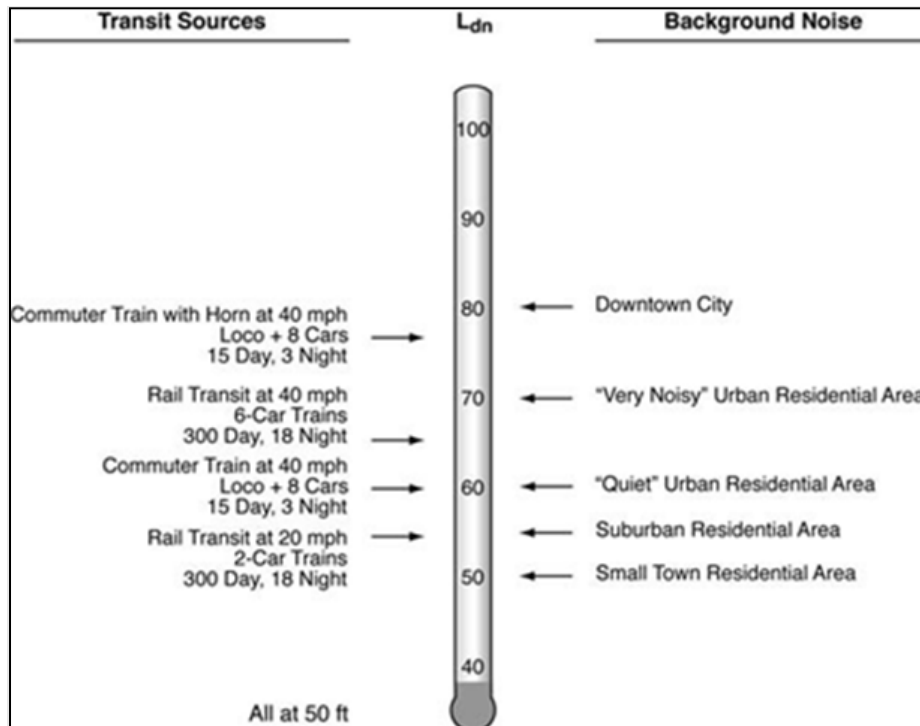 Transit Sources
Ldn
Background Noise
100
90
80
70
60
50
40
Commuter Train with Horn at 40 mph
Loco + 8 Cars
15 Day, 3 Night
Rail Transit at 40 mph
6-Car Trains
300 Day, 18 Night
Commuter Train at 40 mph
Loco + 8 Cars
15 Day, 3 Night
Rail Transit at 20 mph
2-Car Trains
300 Day, 18 Night
All at 50 ft
Downtown City
“Very Noisy” Urban Residential Area
“Quiet” Urban Residential Area
Suburban Residential Area
Small Town Residential Area